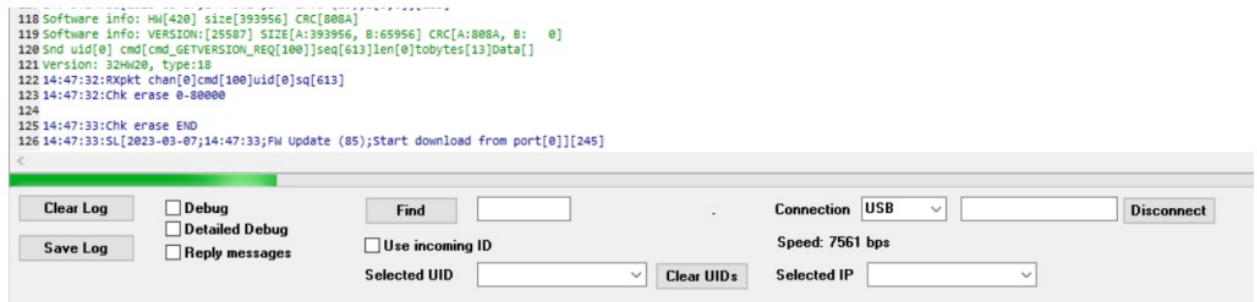 118 Software info: HW[420] size[393956] CRC[808A]
119 Software info: VERSION:[25587] SIZE[A:393956, B:65956] CRC[A:808A, B:   0]
120 Snd uid[0] cmd[cmd_GETVERSION_REQ[100]]seq[613]len[0]tobytes[13]Data[]
121 Version: 32HW20, type:18
122 14:47:32:RXpkt chan[0]cmd[100]uid[0]sq[613]
123 14:47:32:Chk erase 0-80000
124
125 14:47:33:Chk erase END
126 14:47:33:SL[2023-03-07;14:47:33;FW Update (85);Start download from port[0]][245]
Clear Log Debug Find Connection USB Disconnect
Detailed Debug
Save Log Reply messages Use incoming ID Speed: 7561 bps
Selected UID Clear UIDs Selected IP